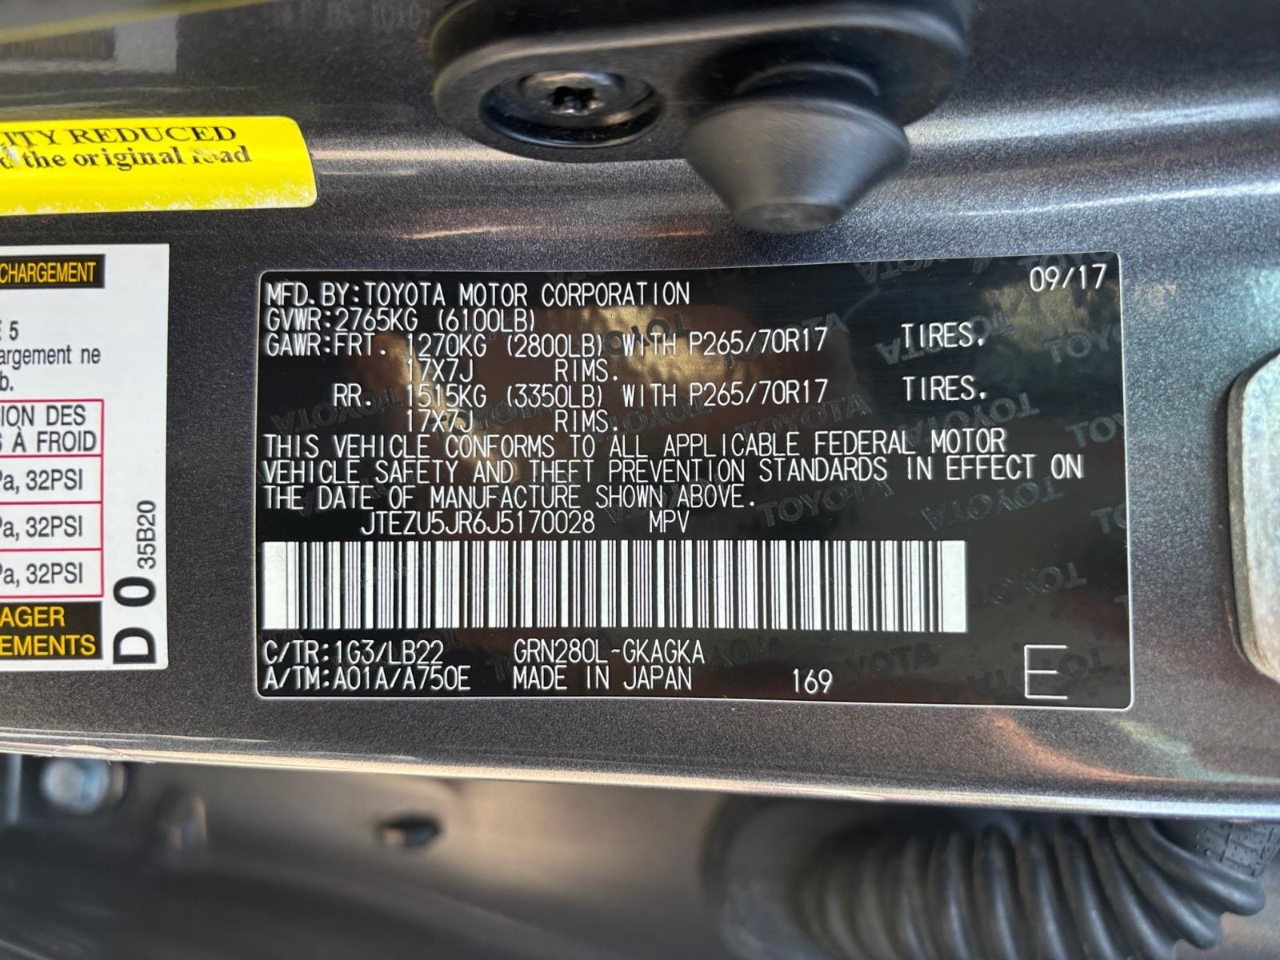 ITY REDUCED
d the original road
CHARGEMENT
E 5
argement ne
b.
ION DES
S À FROID
Pa, 32PSI
Pa, 32PSI
Pa, 32PSI
AGER
EMENTS
D 0 35B20
09/17
MFD.BY:TOYOTA MOTOR CORPORATION
GVWR:2765KG (6100LB)
GAWR:FRT. 1270KG (2800LB) WITH P265/70R17 TIRES.
17X7J RIMS.
RR. 1515KG (3350LB) WITH P265/70R17 TIRES.
17X7J RIMS.
THIS VEHICLE CONFORMS TO ALL APPLICABLE FEDERAL MOTOR
VEHICLE SAFETY AND THEFT PREVENTION STANDARDS IN EFFECT ON
THE DATE OF MANUFACTURE SHOWN ABOVE.
JTEZU5JR6J5170028 MPV
C/TR:1G3/LB22 GRN280L-GKAGKA
A/TM:A01A/A750E MADE IN JAPAN 169 E